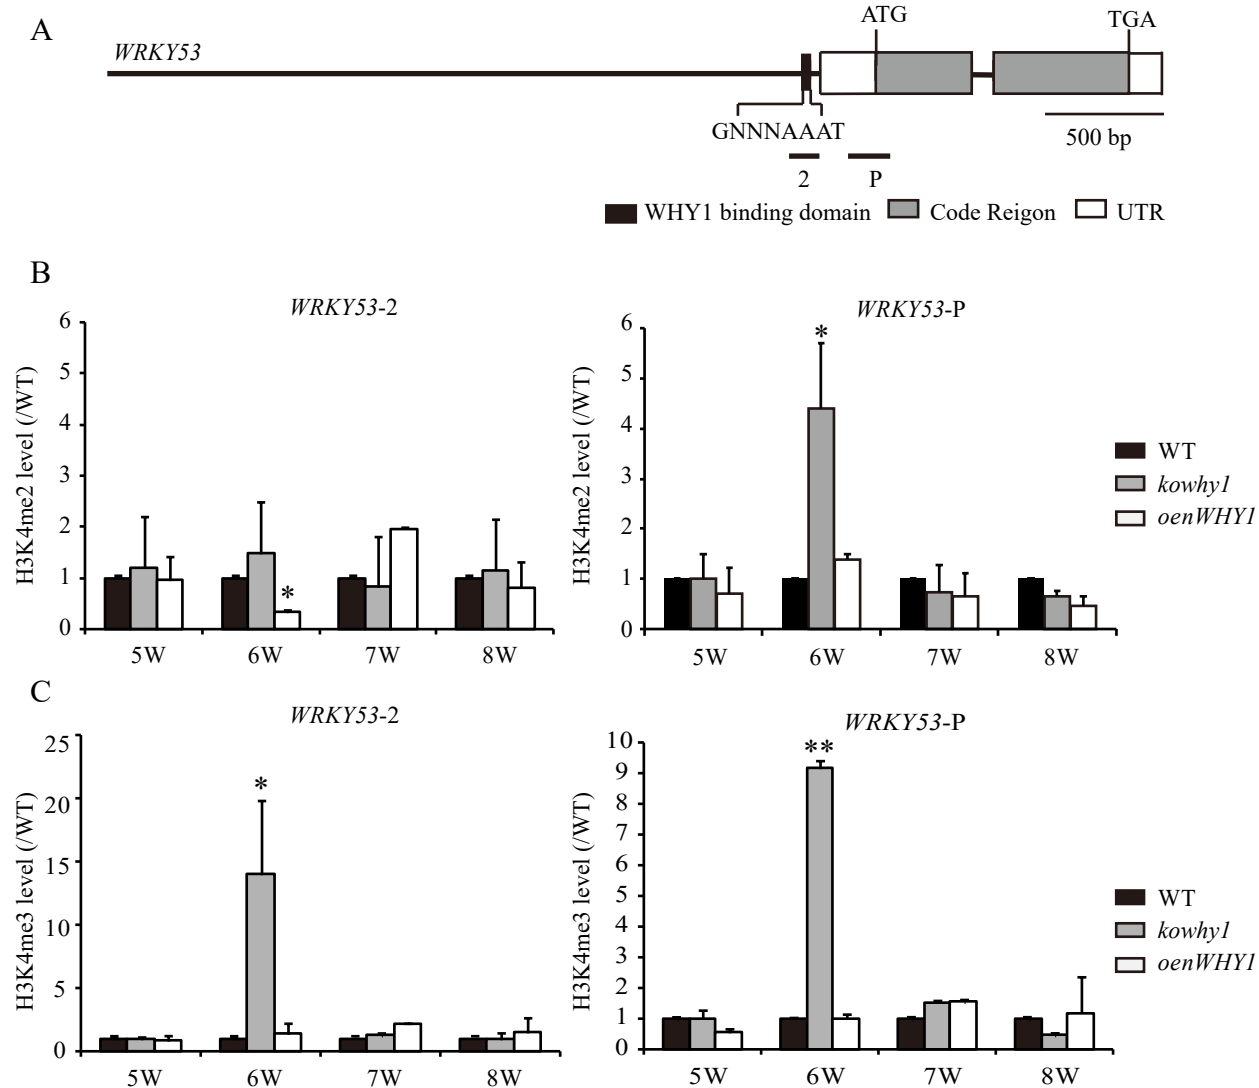 A
WRKY53
ATG
TGA
GNNNAAAT
500 bp
2
P
WHY1 binding domain
Code Reigon
UTR
B
WRKY53-2
WRKY53-P
H3K4me2 level (/WT)
6
5
4
3
2
1
0
*
5W
6W
7W
8W
H3K4me2 level (/WT)
6
5
4
3
2
1
0
*
5W
6W
7W
8W
WT
kowhy1
oenWHY1
C
WRKY53-2
WRKY53-P
H3K4me3 level (/WT)
25
20
15
10
5
0
*
5W
6W
7W
8W
H3K4me3 level (/WT)
10
9
8
7
6
5
4
3
2
1
0
**
5W
6W
7W
8W
WT
kowhy1
oenWHY1